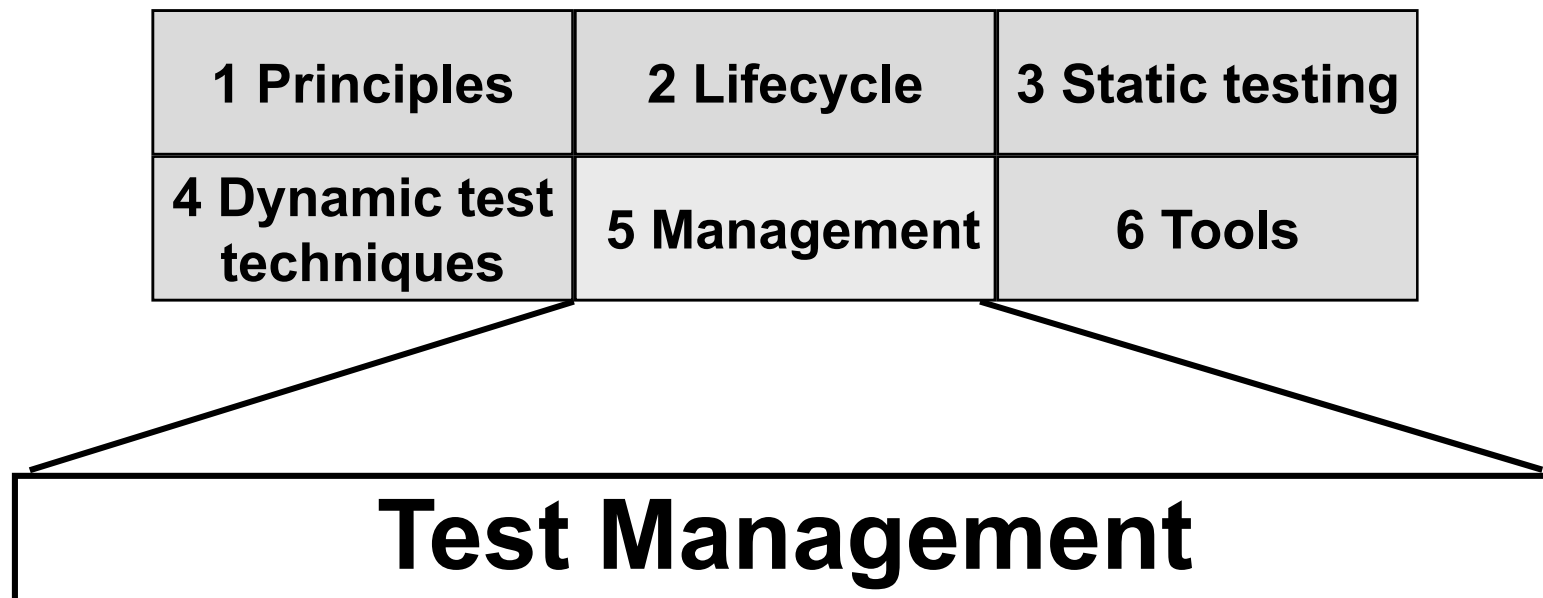 1 Principles
2 Lifecycle
3 Static testing
4 Dynamic test
techniques
5 Management
6 Tools
Test Management